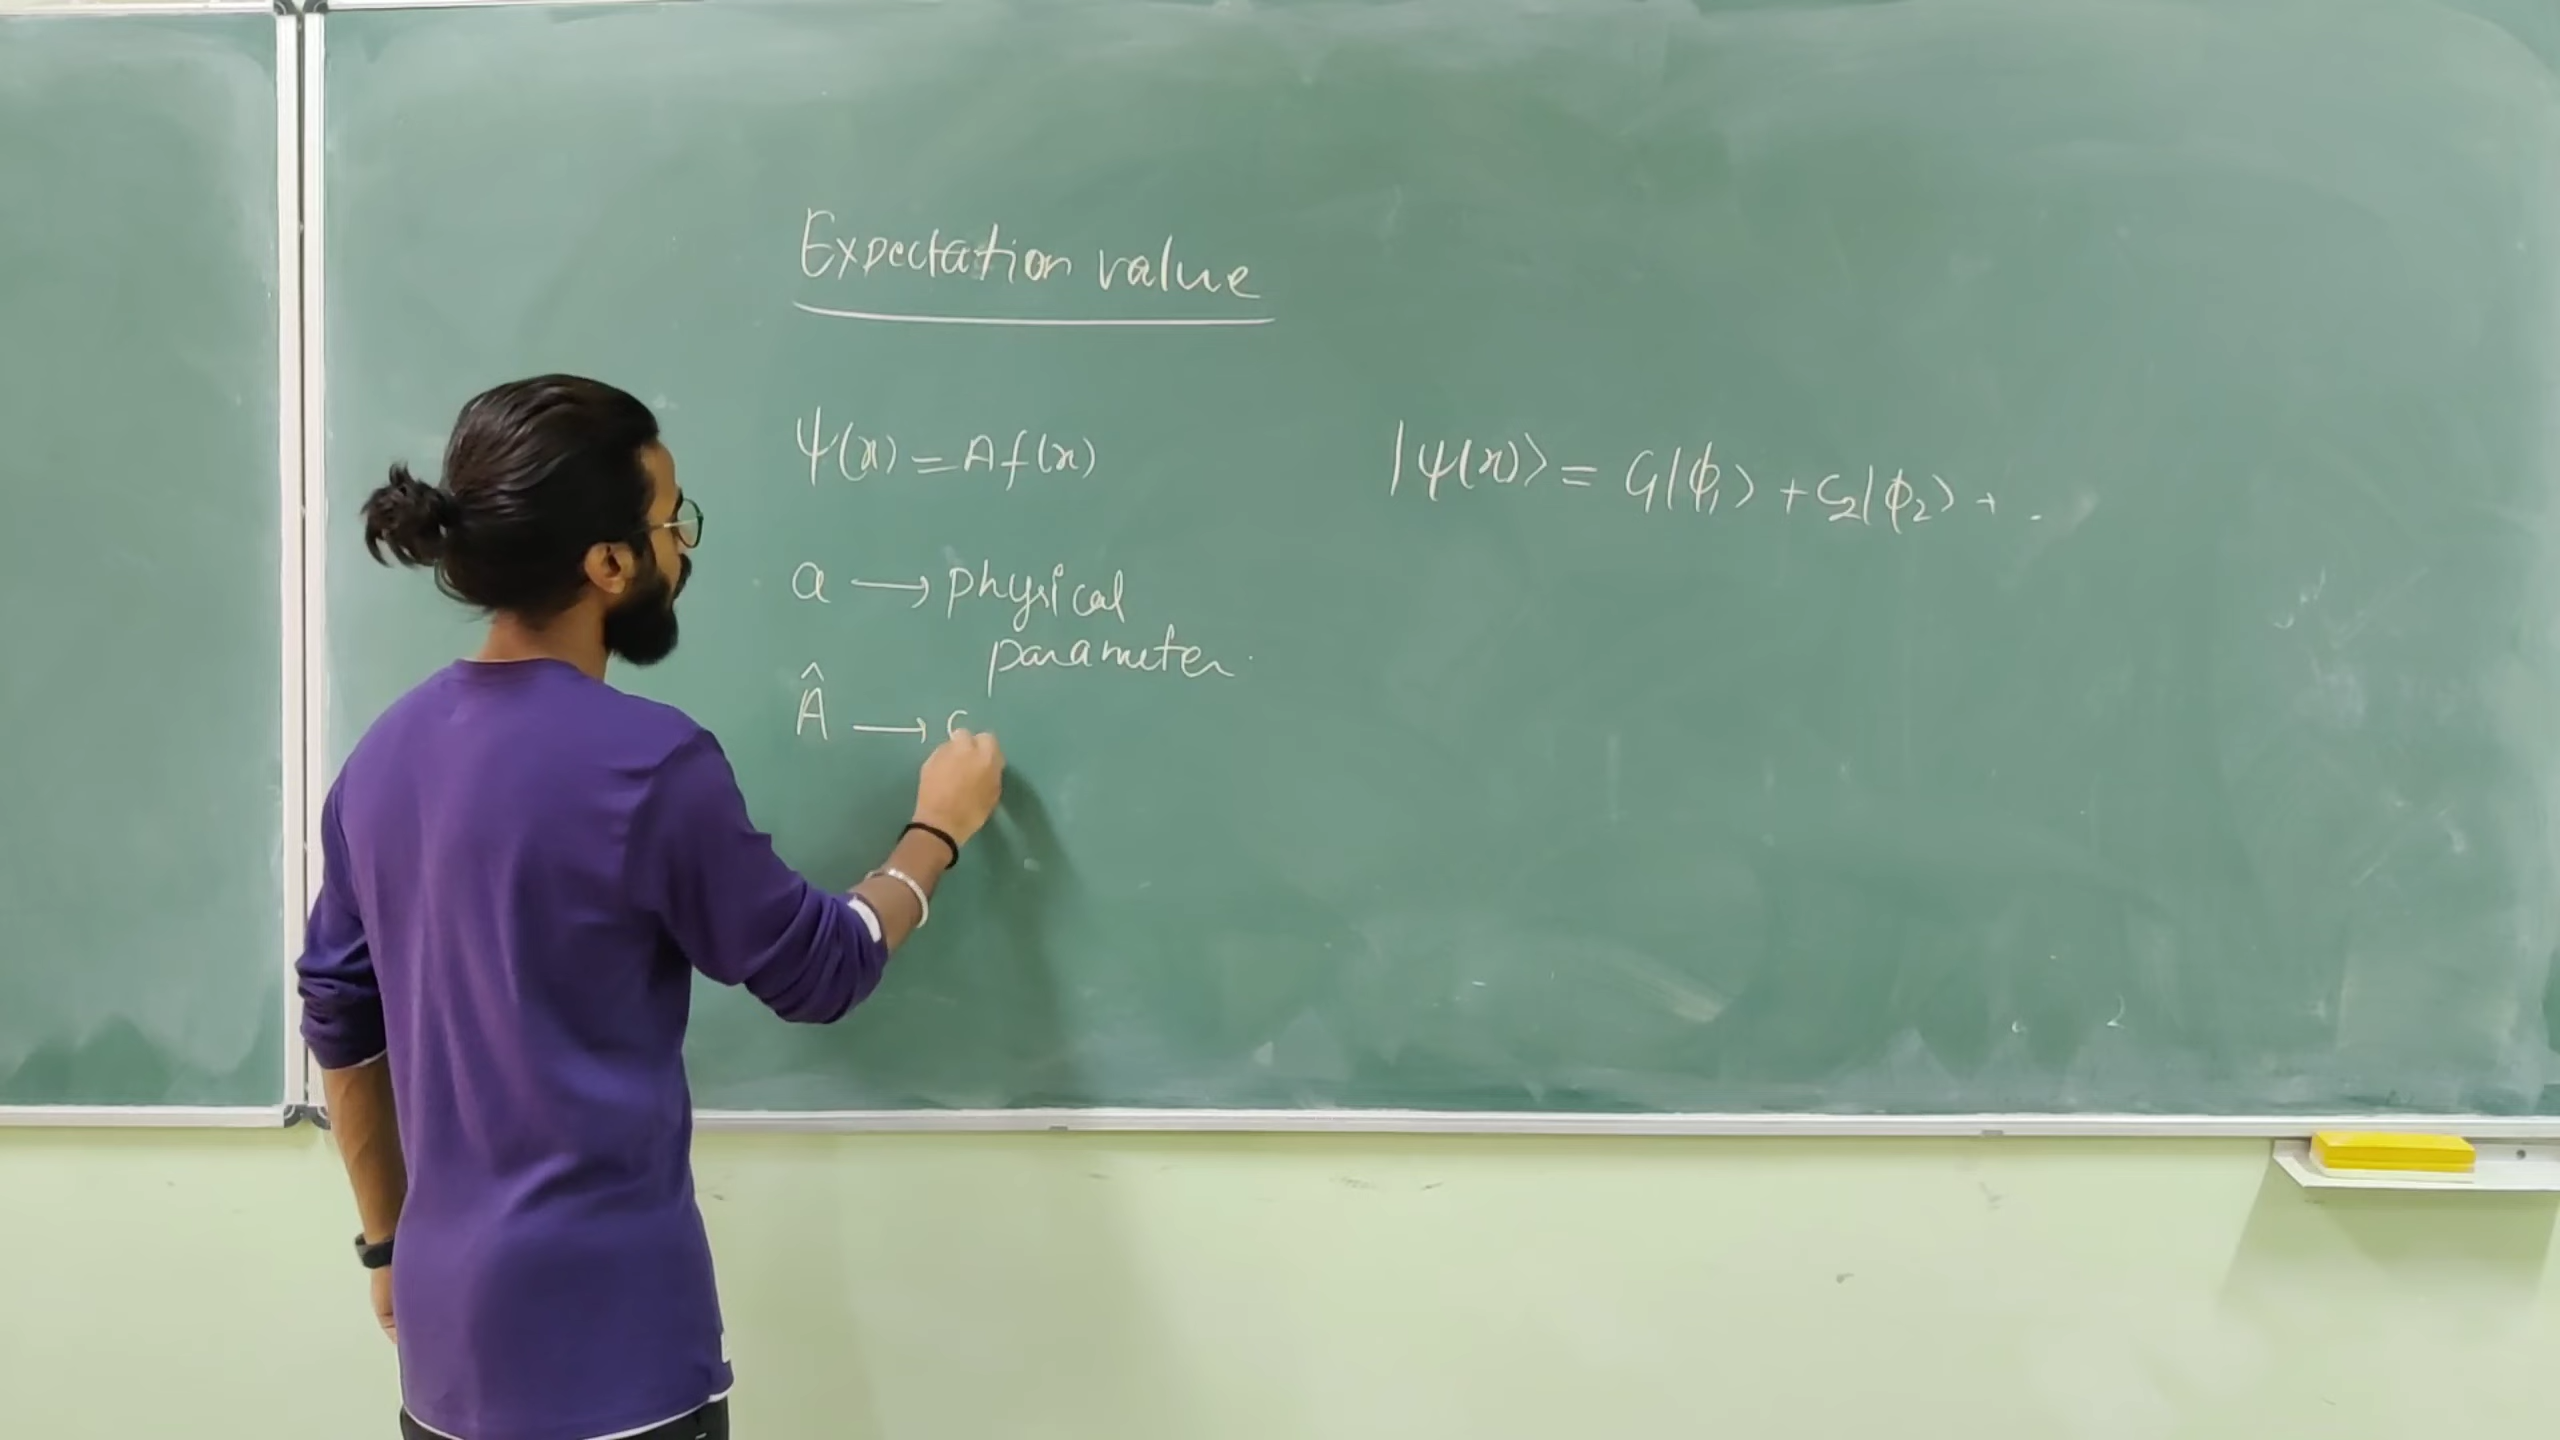 Expectation value
ψ(x) = A f(x)
|ψ(x)⟩ = C₁|ϕ₁⟩ + C₂|ϕ₂⟩ + .
a → physical
parameter.
Â →